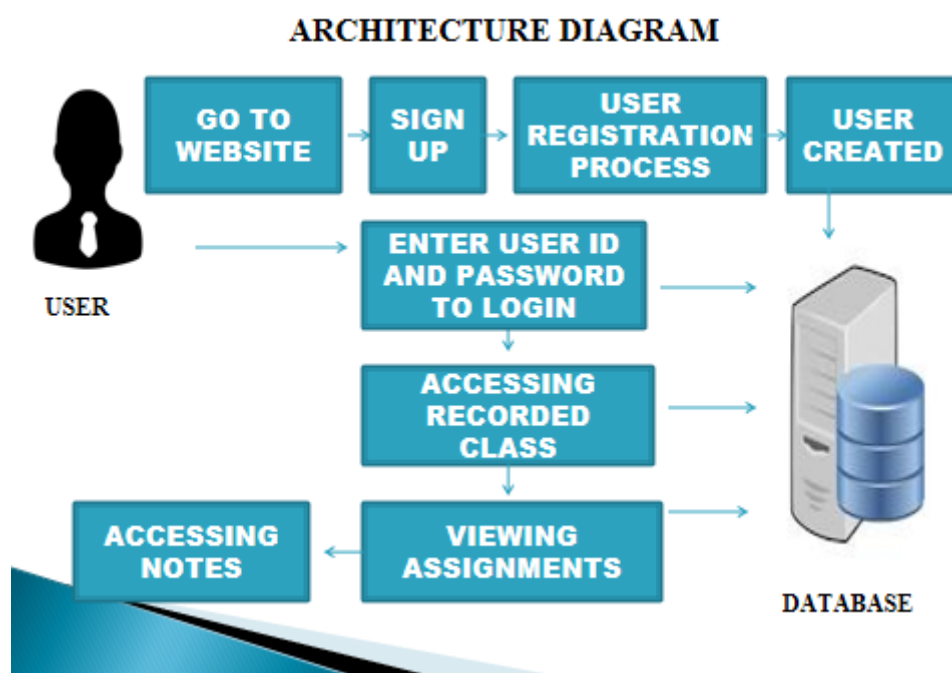 ARCHITECTURE DIAGRAM
GO TO
WEBSITE
SIGN
UP
USER
REGISTRATION
PROCESS
USER
CREATED
USER
ENTER USER ID
AND PASSWORD
TO LOGIN
ACCESSING
RECORDED
CLASS
VIEWING
ASSIGNMENTS
ACCESSING
NOTES
DATABASE